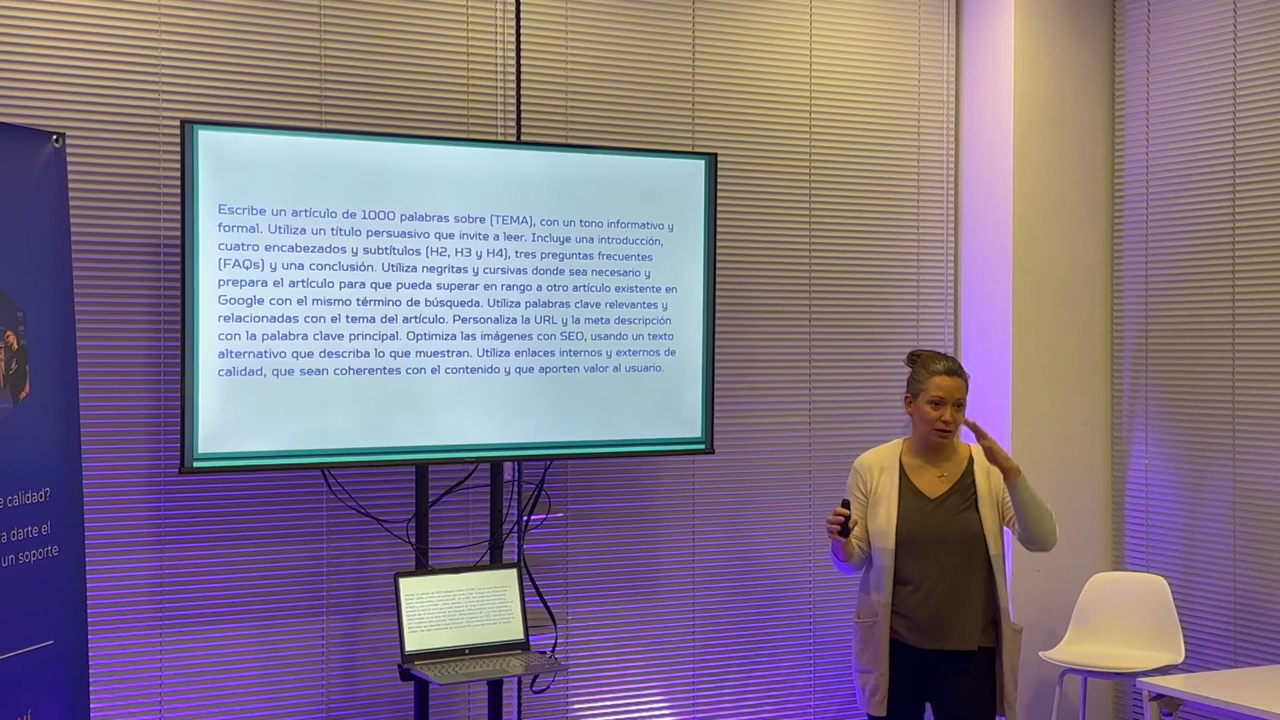 Escribe un artículo de 1000 palabras sobre [TEMA], con un tono informativo y
formal. Utiliza un título persuasivo que invite a leer. Incluye una introducción,
cuatro encabezados y subtítulos (H2, H3 y H4), tres preguntas frecuentes
(FAQs) y una conclusión. Utiliza negritas y cursivas donde sea necesario y
prepara el artículo para que pueda superar en rango a otro artículo existente en
Google con el mismo término de búsqueda. Utiliza palabras clave relevantes y
relacionadas con el tema del artículo. Personaliza la URL y la meta descripción
con la palabra clave principal. Optimiza las imágenes con SEO, usando un texto
alternativo que describa lo que muestran. Utiliza enlaces internos y externos de
calidad, que sean coherentes con el contenido y que aporten valor al usuario.
calidad?
darte el
un soporte